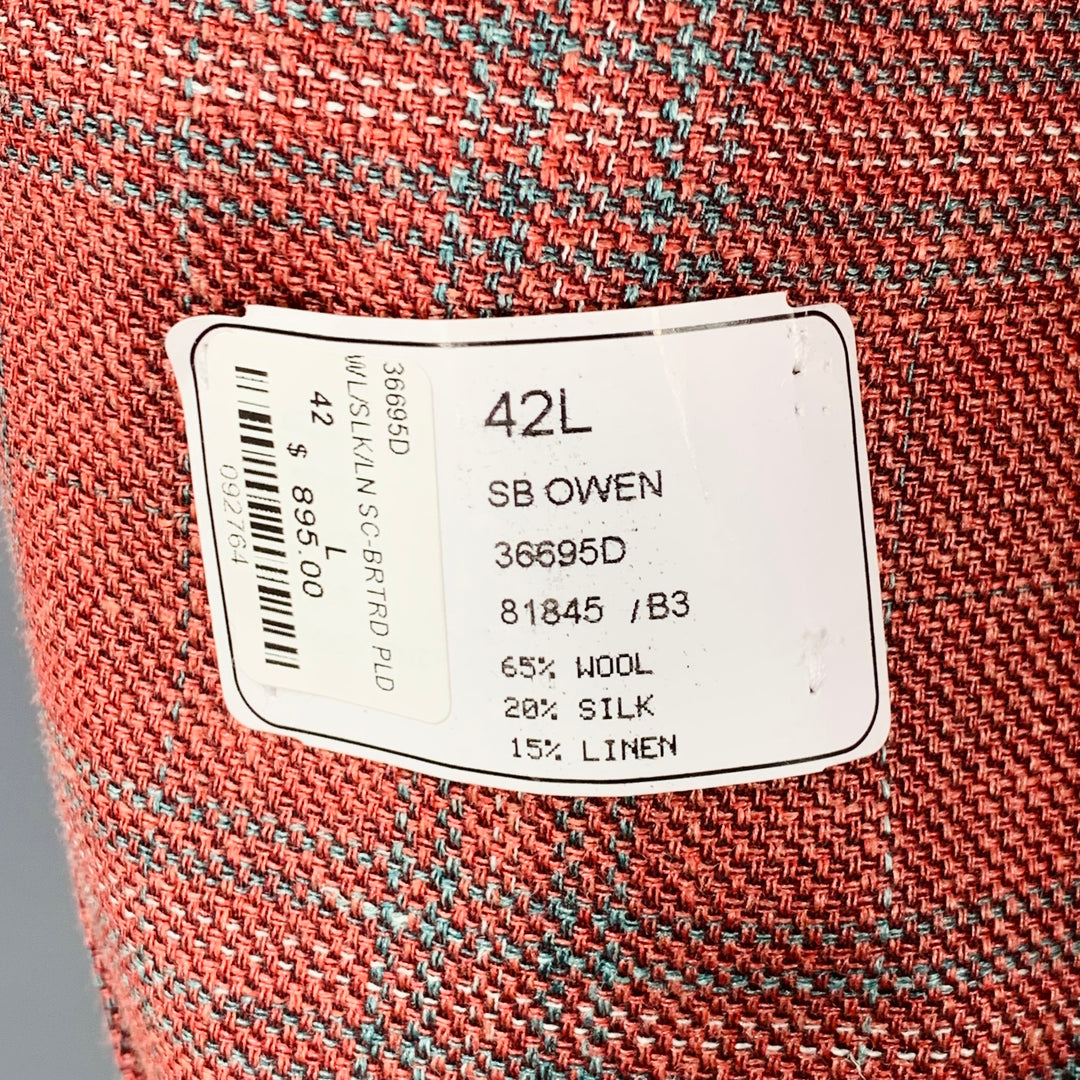 42L
SB OWEN
36695D
81845 /B3
65% WOOL
20% SILK
15% LINEN
36695D
WL/SLK/LN SC-BRTRD PLD
42 L
$ 895.00
092764